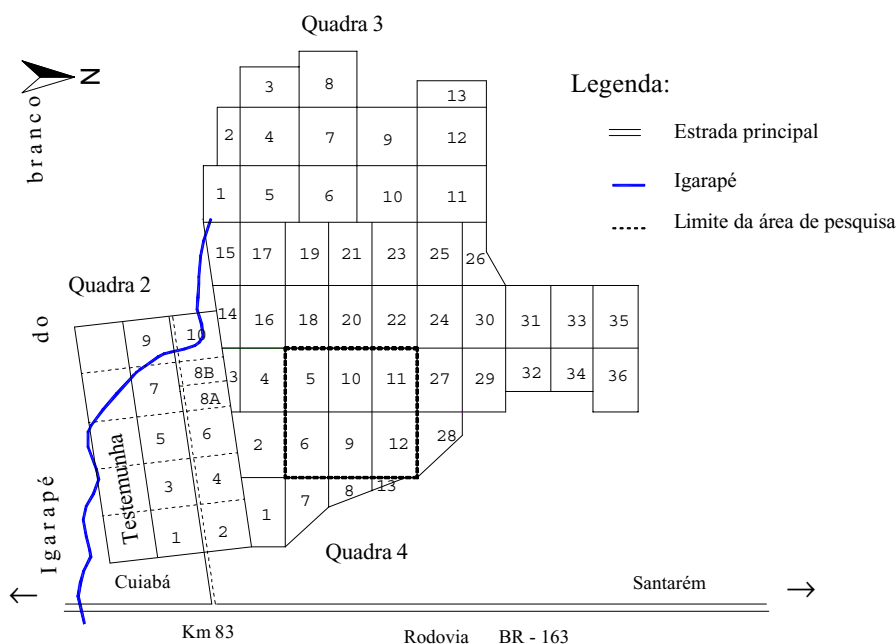 Quadra 3
N
Legenda:
Estrada principal
Igarapé
Limite da área de pesquisa
3 8 13
2 4 7 9 12
1 5 6 10 11
15 17 19 21 23 25 26
Quadra 2
14 16 18 20 22 24 30 31 33 35
9 10
3 4 5 10 11 27 29 32 34 36
7 8B
8A
5 6
2 6 9 12 28
3 4
1 7 8 13
1 2
Testemunha
Igarapé do branco
Quadra 4
Cuiabá
Santarém
Km 83
Rodovia BR - 163